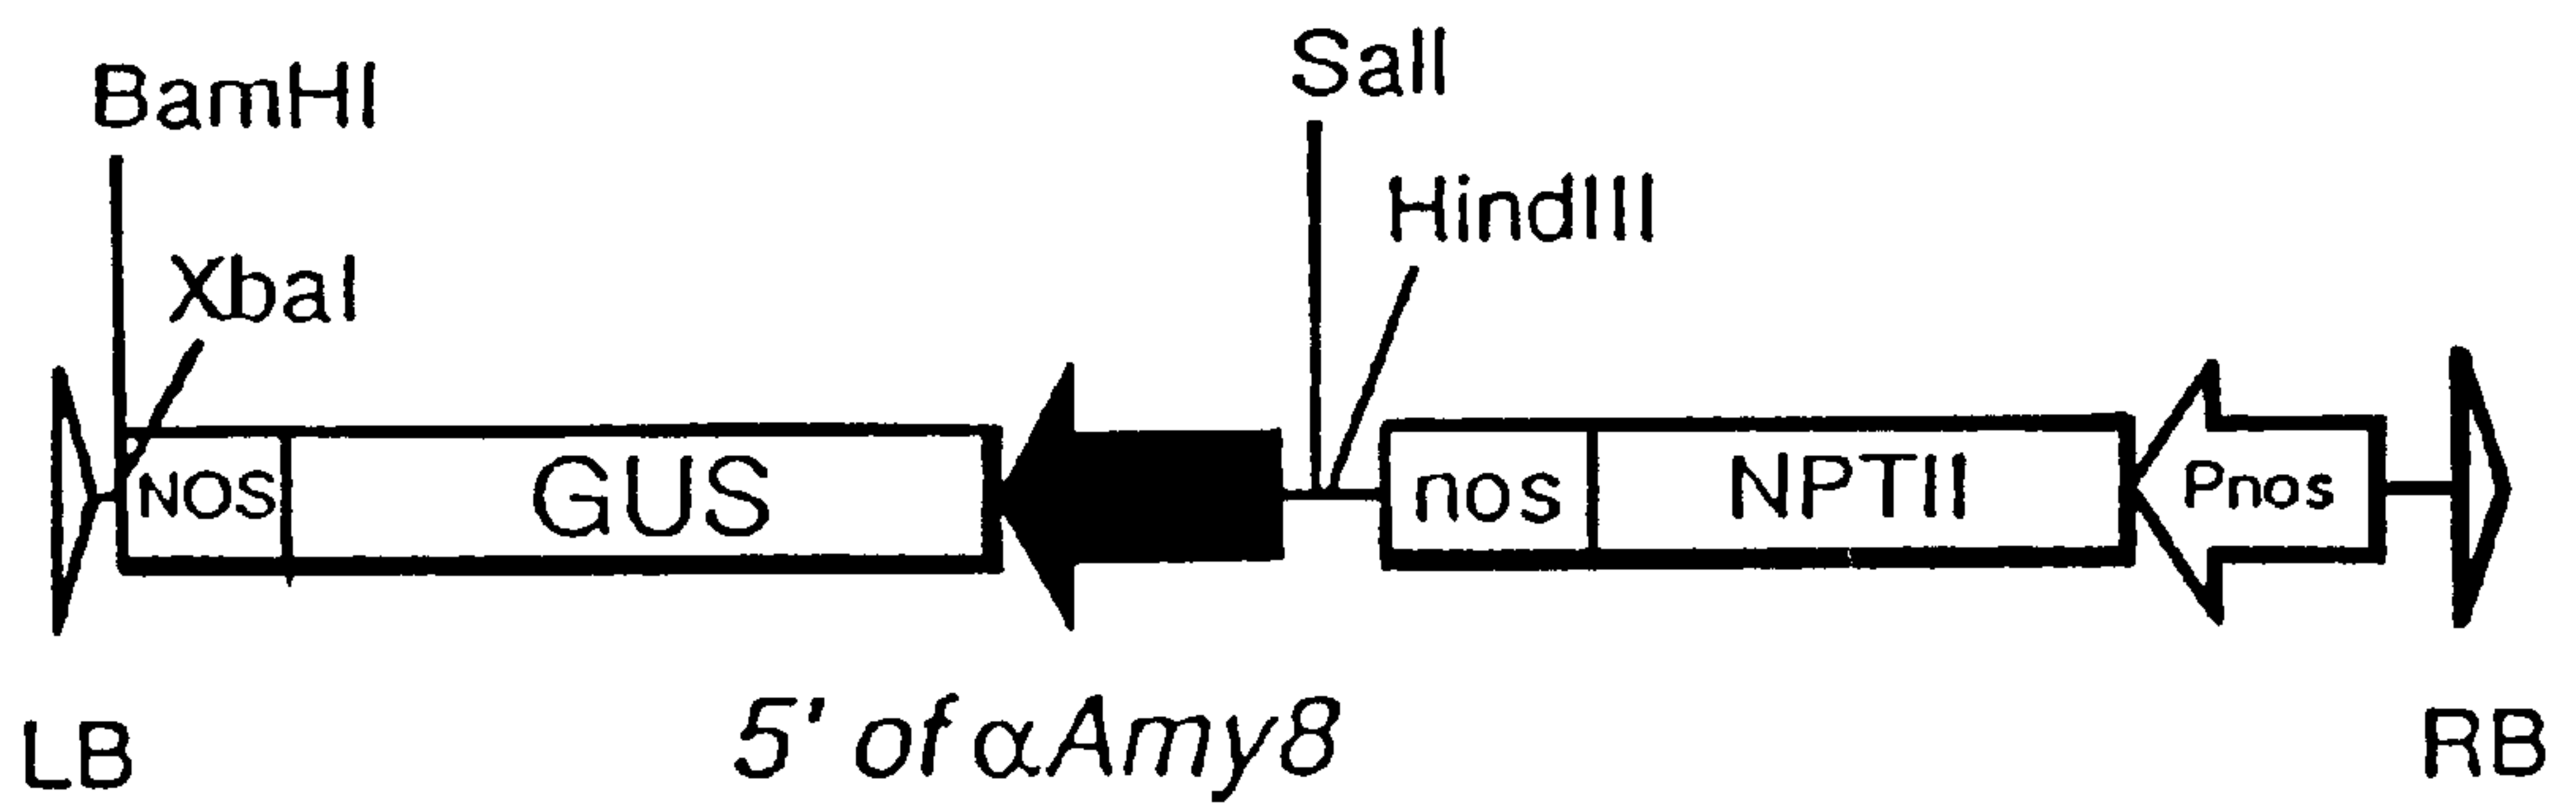 BamHI
SalI
XbaI
HindIII
NOS
GUS
nos
NPTII
Pnos
LB
5' of αAmy8
RB